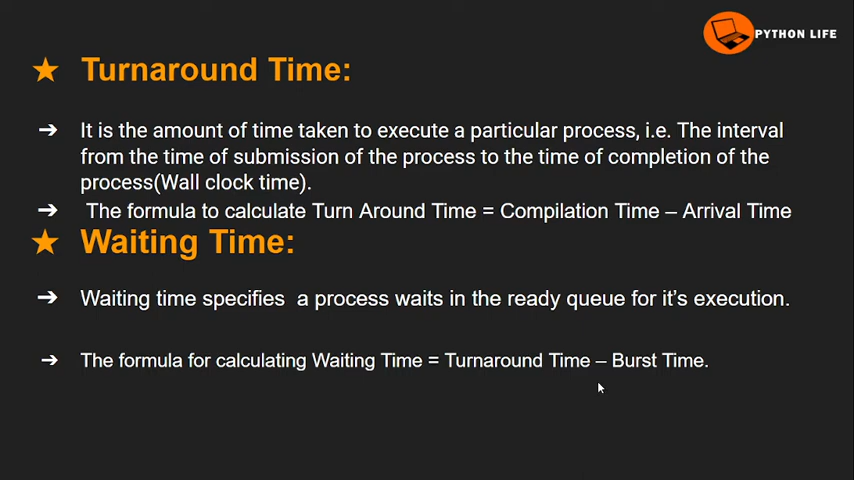 PYTHON LIFE
★ Turnaround Time:
➔ It is the amount of time taken to execute a particular process, i.e. The interval
from the time of submission of the process to the time of completion of the
process(Wall clock time).
➔ The formula to calculate Turn Around Time = Compilation Time – Arrival Time
★ Waiting Time:
➔ Waiting time specifies a process waits in the ready queue for it's execution.
➔ The formula for calculating Waiting Time = Turnaround Time – Burst Time.